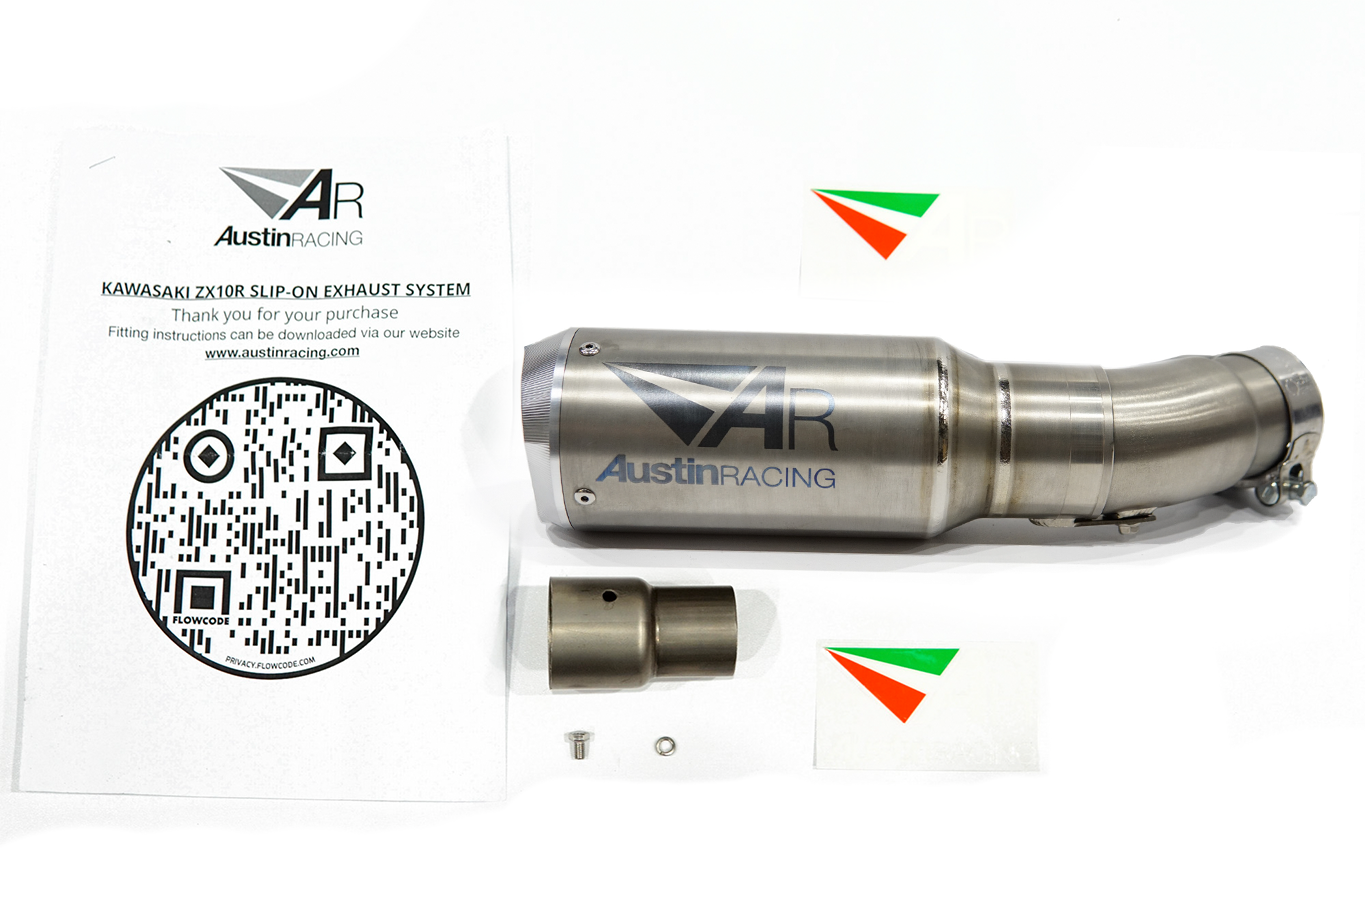 AR
AustinRACING
KAWASAKI ZX10R SLIP-ON EXHAUST SYSTEM
Thank you for your purchase
Fitting instructions can be downloaded via our website
www.austinracing.com
FLOWCODE
PRIVACY.FLOWCODE.COM
AR
AustinRACING